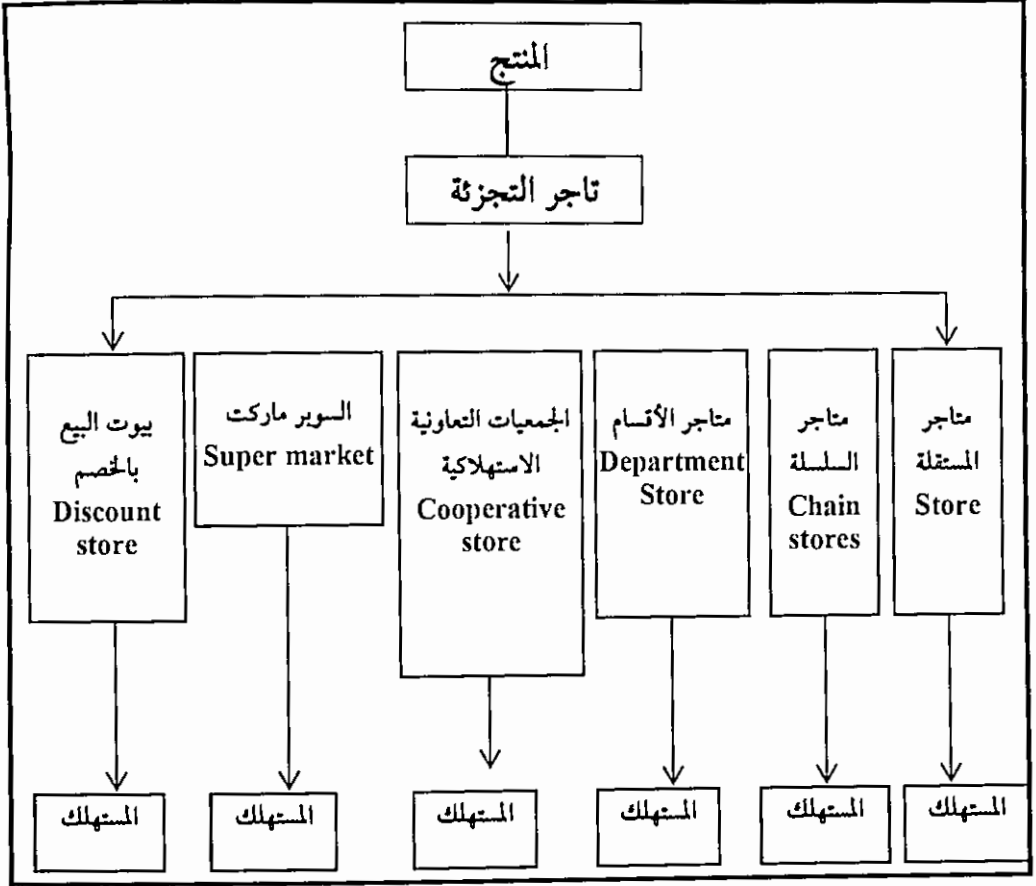 المنتج
تاجر التجزئة
متاجر
المستقلة
Store
متاجر
السلسلة
Chain
stores
متاجر الأقسام
Department
Store
الجمعيات التعاونية
الاستهلاكية
Cooperative
store
السوبر ماركت
Super market
بيوت البيع
بالخصم
Discount
store
المستهلك
المستهلك
المستهلك
المستهلك
المستهلك
المستهلك